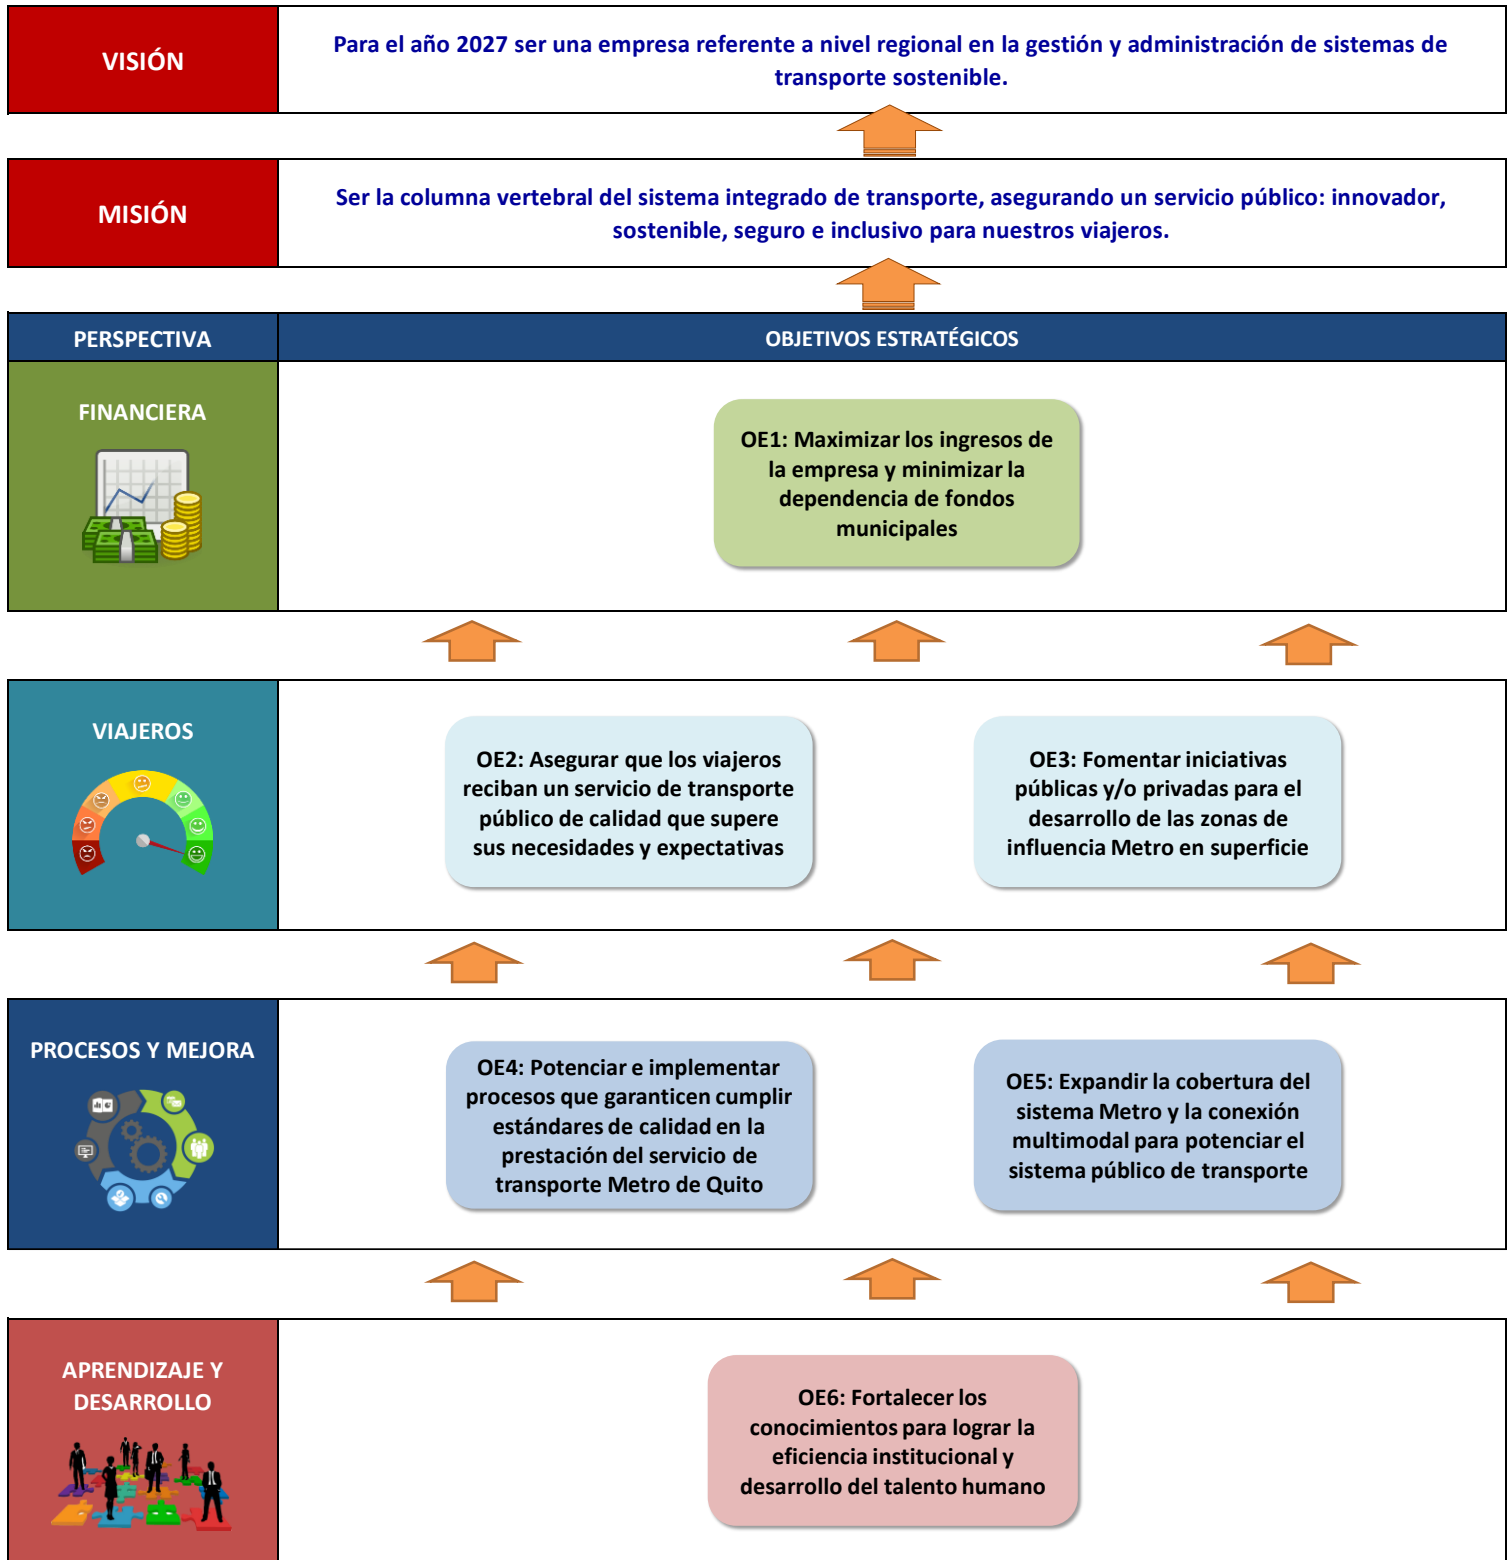 VISIÓN
Para el año 2027 ser una empresa referente a nivel regional en la gestión y administración de sistemas de
transporte sostenible.
MISIÓN
Ser la columna vertebral del sistema integrado de transporte, asegurando un servicio público: innovador,
sostenible, seguro e inclusivo para nuestros viajeros.
PERSPECTIVA
OBJETIVOS ESTRATÉGICOS
FINANCIERA
OE1: Maximizar los ingresos de
la empresa y minimizar la
dependencia de fondos
municipales
VIAJEROS
OE2: Asegurar que los viajeros
reciban un servicio de transporte
público de calidad que supere
sus necesidades y expectativas
OE3: Fomentar iniciativas
públicas y/o privadas para el
desarrollo de las zonas de
influencia Metro en superficie
PROCESOS Y MEJORA
OE4: Potenciar e implementar
procesos que garanticen cumplir
estándares de calidad en la
prestación del servicio de
transporte Metro de Quito
OE5: Expandir la cobertura del
sistema Metro y la conexión
multimodal para potenciar el
sistema público de transporte
APRENDIZAJE Y
DESARROLLO
OE6: Fortalecer los
conocimientos para lograr la
eficiencia institucional y
desarrollo del talento humano